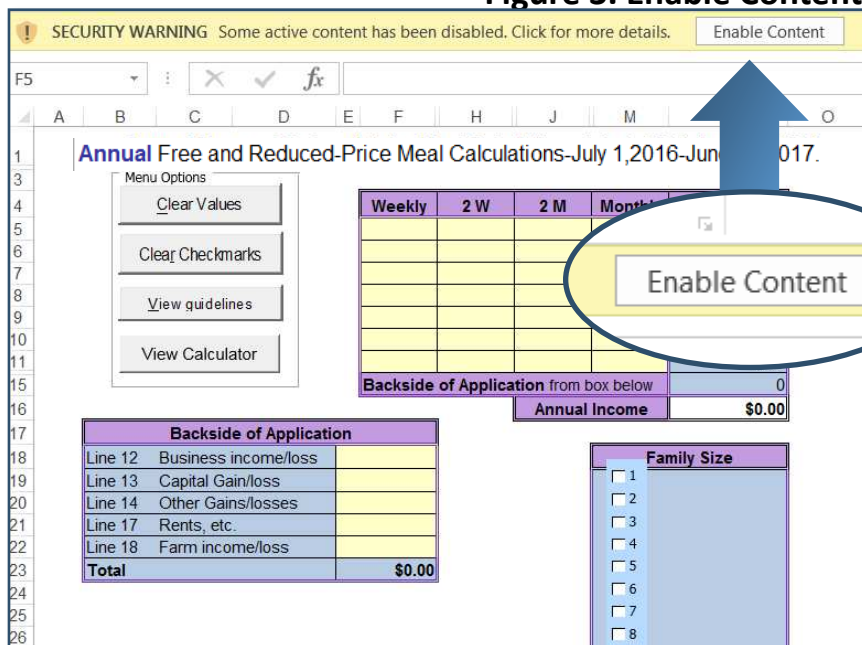 Figure 3. Enable Content
SECURITY WARNING Some active content has been disabled. Click for more details. Enable Content
F5 fx
A B C D E F H J M O
1 Annual Free and Reduced-Price Meal Calculations-July 1,2016-Jun 017.
3 Menu Options
4 Clear Values Weekly 2 W 2 M Monthl
5
6 Clear Checkmarks
7
8 View guidelines Enable Content
9
10 View Calculator
11
15 Backside of Application from box below 0
16 Annual Income $0.00
17 Backside of Application
18 Line 12 Business income/loss Family Size
19 Line 13 Capital Gain/loss 1
20 Line 14 Other Gains/losses 2
21 Line 17 Rents, etc. 3
22 Line 18 Farm income/loss 4
23 Total $0.00 5
24 6
25 7
26 8